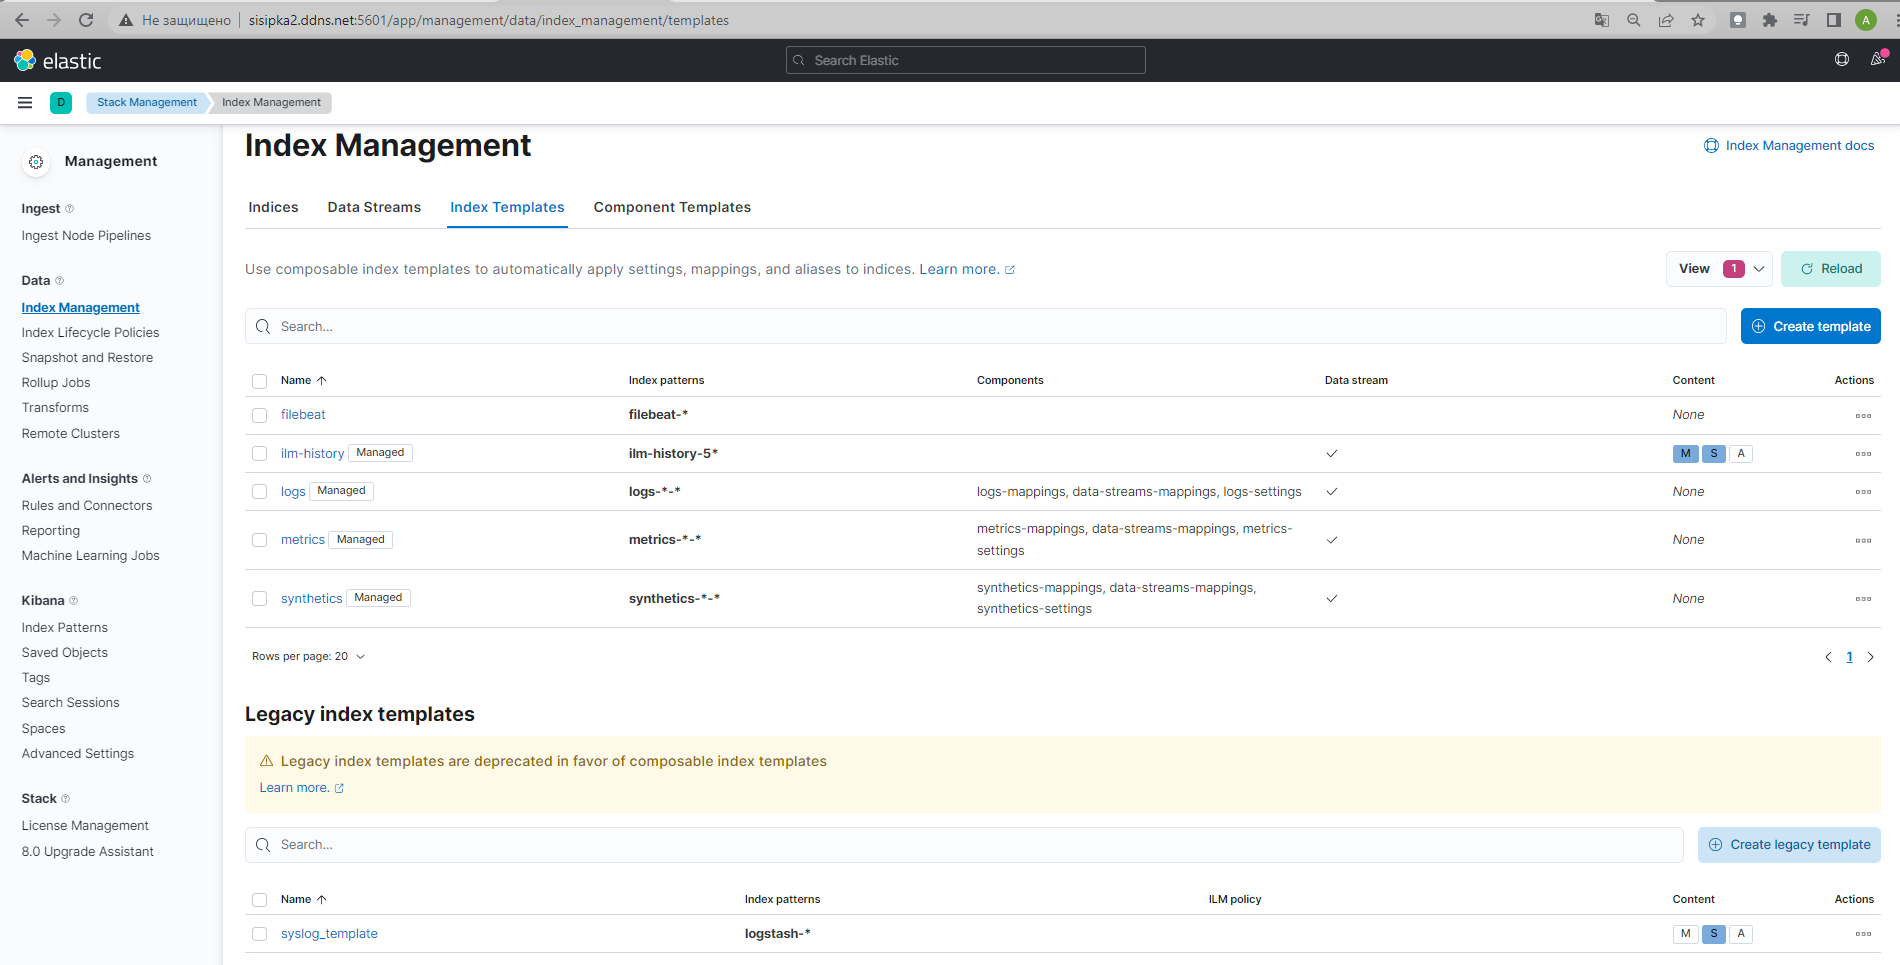 Не защищено
sisipka2.ddns.net:5601/app/management/data/index_management/templates
A
elastic
Search Elastic
D
Stack Management
Index Management
Management
Ingest
Ingest Node Pipelines
Data
Index Management
Index Lifecycle Policies
Snapshot and Restore
Rollup Jobs
Transforms
Remote Clusters
Alerts and Insights
Rules and Connectors
Reporting
Machine Learning Jobs
Kibana
Index Patterns
Saved Objects
Tags
Search Sessions
Spaces
Advanced Settings
Stack
License Management
8.0 Upgrade Assistant
Index Management
Index Management docs
Indices Data Streams Index Templates Component Templates
Use composable index templates to automatically apply settings, mappings, and aliases to indices. Learn more.
View 1
Reload
Search...
Create template
Name Index patterns Components Data stream Content Actions
filebeat filebeat-* None
ilm-history Managed ilm-history-5* M S A
logs Managed logs-*-* logs-mappings, data-streams-mappings, logs-settings None
metrics Managed metrics-*-* metrics-mappings, data-streams-mappings, metrics-
settings
None
synthetics Managed synthetics-*-* synthetics-mappings, data-streams-mappings,
synthetics-settings
None
Rows per page: 20
1
Legacy index templates
Legacy index templates are deprecated in favor of composable index templates
Learn more.
Search...
Create legacy template
Name Index patterns ILM policy Content Actions
syslog_template logstash-* M S A